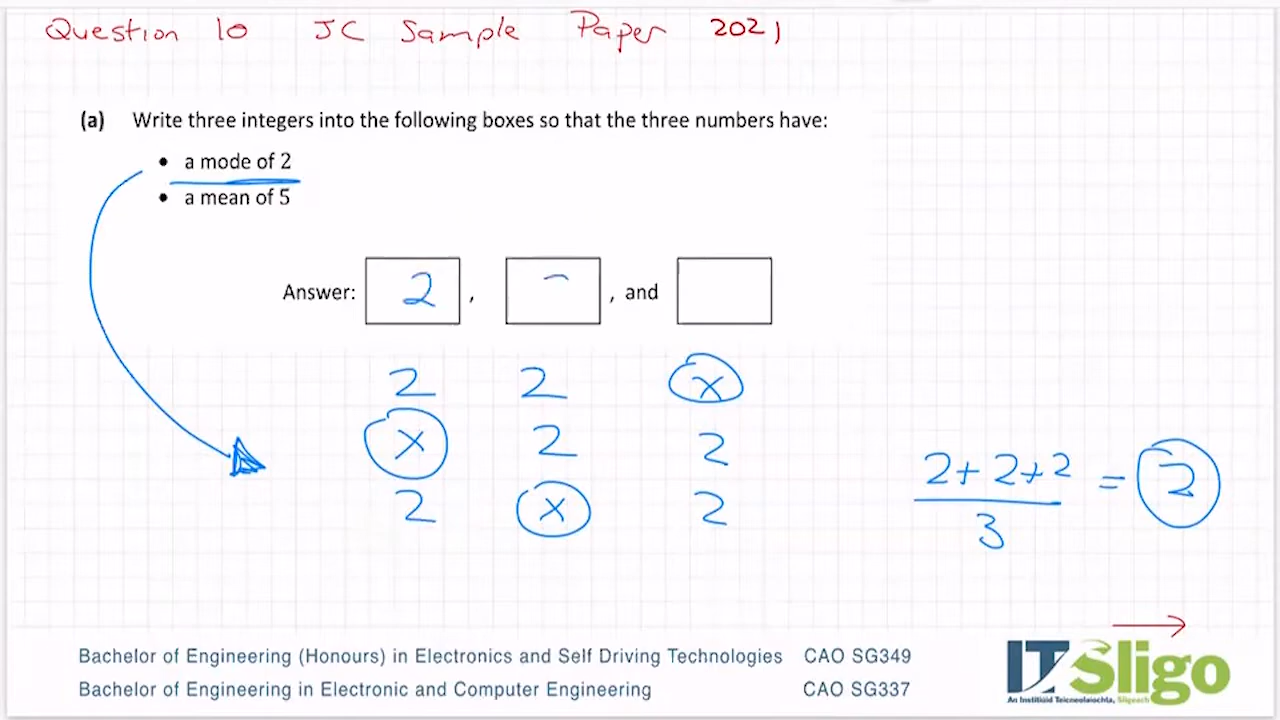 Question 10 JC Sample Paper 2021
(a) Write three integers into the following boxes so that the three numbers have:
• a mode of 2
• a mean of 5
Answer: 2 , , and
2 2 x
x 2 2
2 x 2
2+2+2
3
= 2
Bachelor of Engineering (Honours) in Electronics and Self Driving Technologies CAO SG349
Bachelor of Engineering in Electronic and Computer Engineering CAO SG337
IT Sligo
An Institiúid Teicneolaíochta, Sligeach